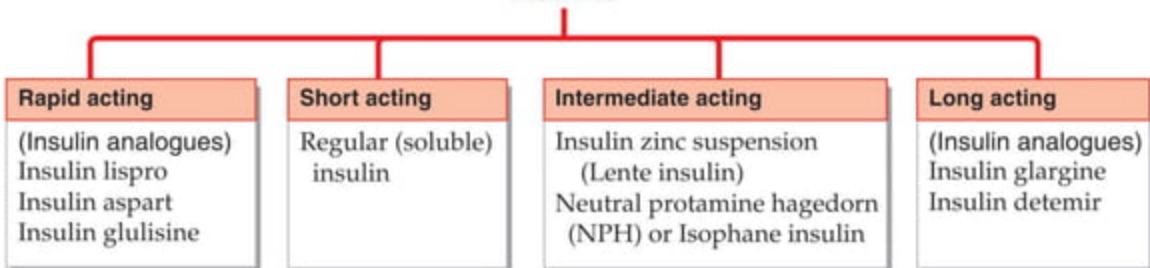 Rapid acting
(Insulin analogues)
Insulin lispro
Insulin aspart
Insulin glulisine
Short acting
Regular (soluble)
insulin
Intermediate acting
Insulin zinc suspension
(Lente insulin)
Neutral protamine hagedorn
(NPH) or Isophane insulin
Long acting
(Insulin analogues)
Insulin glargine
Insulin detemir